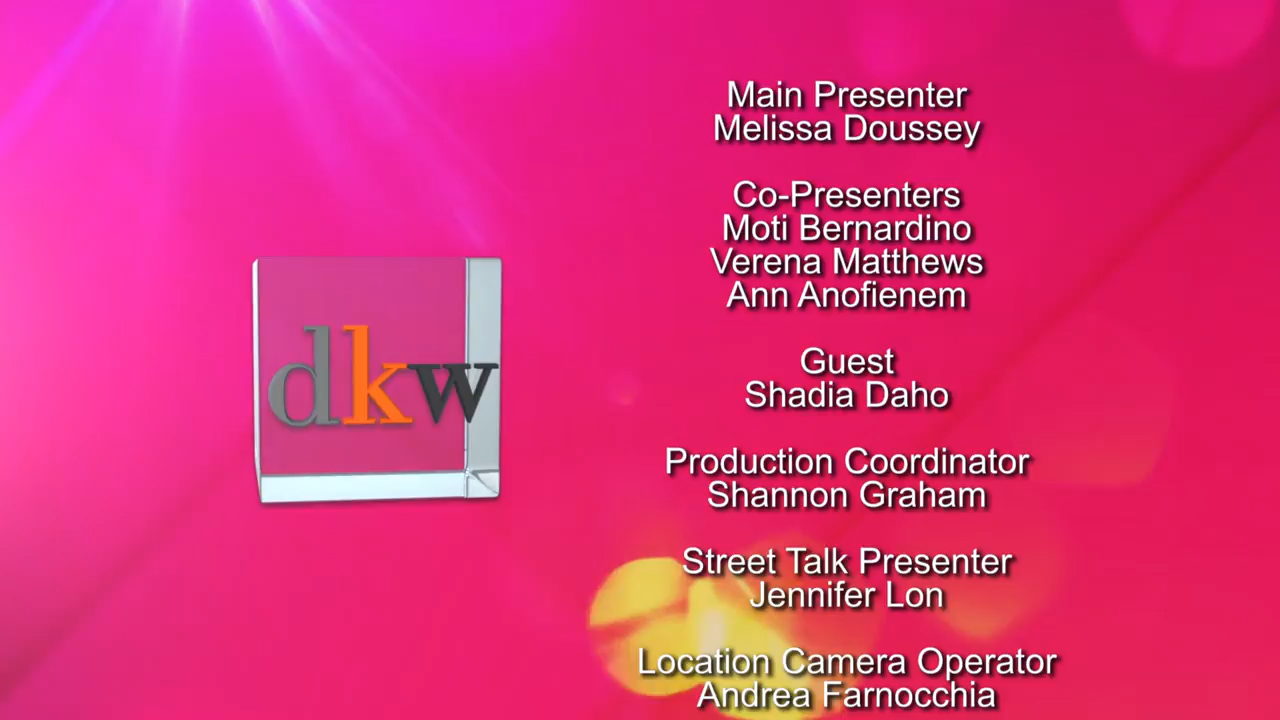 Main Presenter
Melissa Doussey
Co-Presenters
Moti Bernardino
Verena Matthews
Ann Anofienem
Guest
Shadia Daho
dkw
Production Coordinator
Shannon Graham
Street Talk Presenter
Jennifer Lon
Location Camera Operator
Andrea Farnocchia